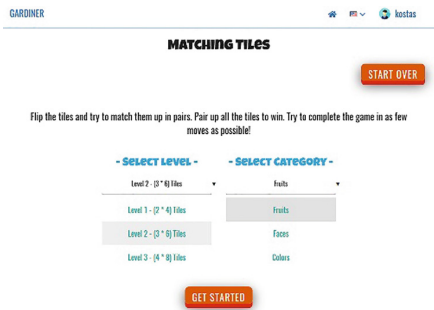 GARDINER
kostas
MATCHING TILES
START OVER
Flip the tiles and try to match them up in pairs. Pair up all the tiles to win. Try to complete the game in as few
moves as possible!
- Select Level -
- Select Category -
Level 2 - (3 * 6) Tiles
Fruits
Level 1 - (2 * 4) Tiles
Fruits
Level 2 - (3 * 6) Tiles
Faces
Level 3 - (4 * 8) Tiles
Colors
GET STARTED